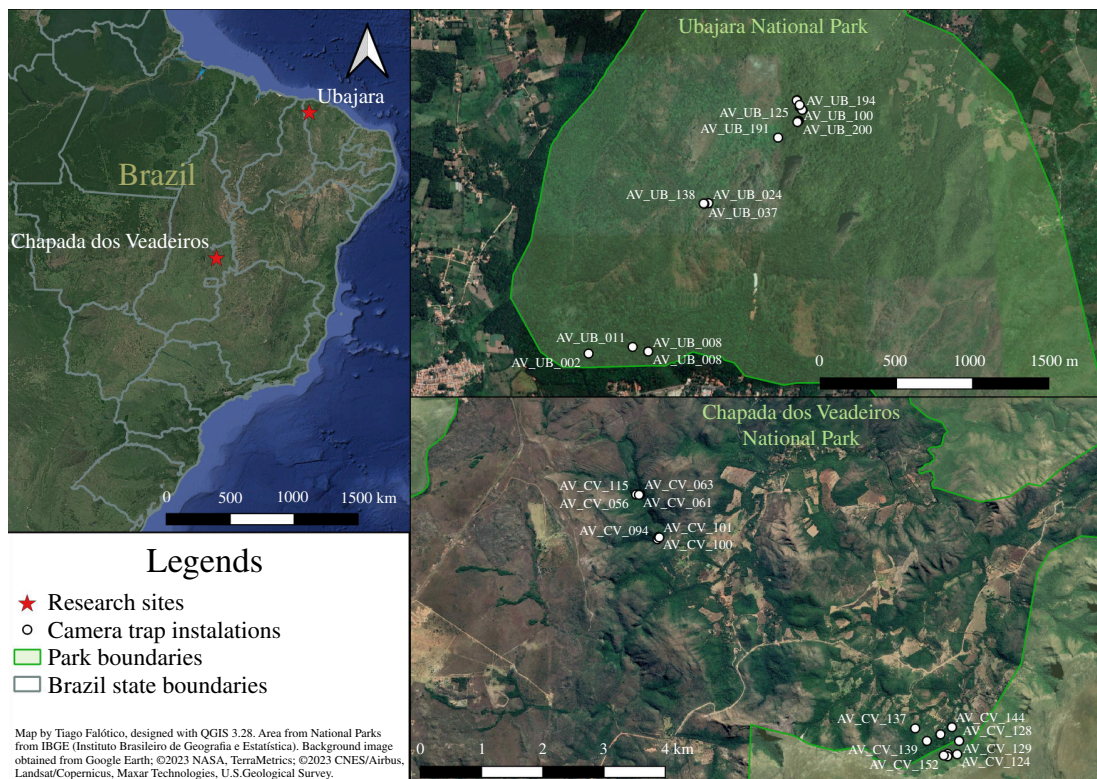 Ubajara
Brazil
Chapada dos Veadeiros
0 500 1000 1500 km
Ubajara National Park
AV_UB_194
AV_UB_125
AV_UB_100
AV_UB_200
AV_UB_191
AV_UB_138
AV_UB_024
AV_UB_037
AV_UB_011
AV_UB_008
AV_UB_002
AV_UB_008
0 500 1000 1500 m
Chapada dos Veadeiros
National Park
AV_CV_115
AV_CV_063
AV_CV_056
AV_CV_061
AV_CV_094
AV_CV_101
AV_CV_100
AV_CV_137
AV_CV_144
AV_CV_128
AV_CV_139
AV_CV_129
AV_CV_152
AV_CV_124
0 1 2 3 4 km
Legends
Research sites
Camera trap instalations
Park boundaries
Brazil state boundaries
Map by Tiago Falótico, designed with QGIS 3.28. Area from National Parks
from IBGE (Instituto Brasileiro de Geografia e Estatística). Background image
obtained from Google Earth; ©2023 NASA, TerraMetrics; ©2023 CNES/Airbus,
Landsat/Copernicus, Maxar Technologies, U.S.Geological Survey.